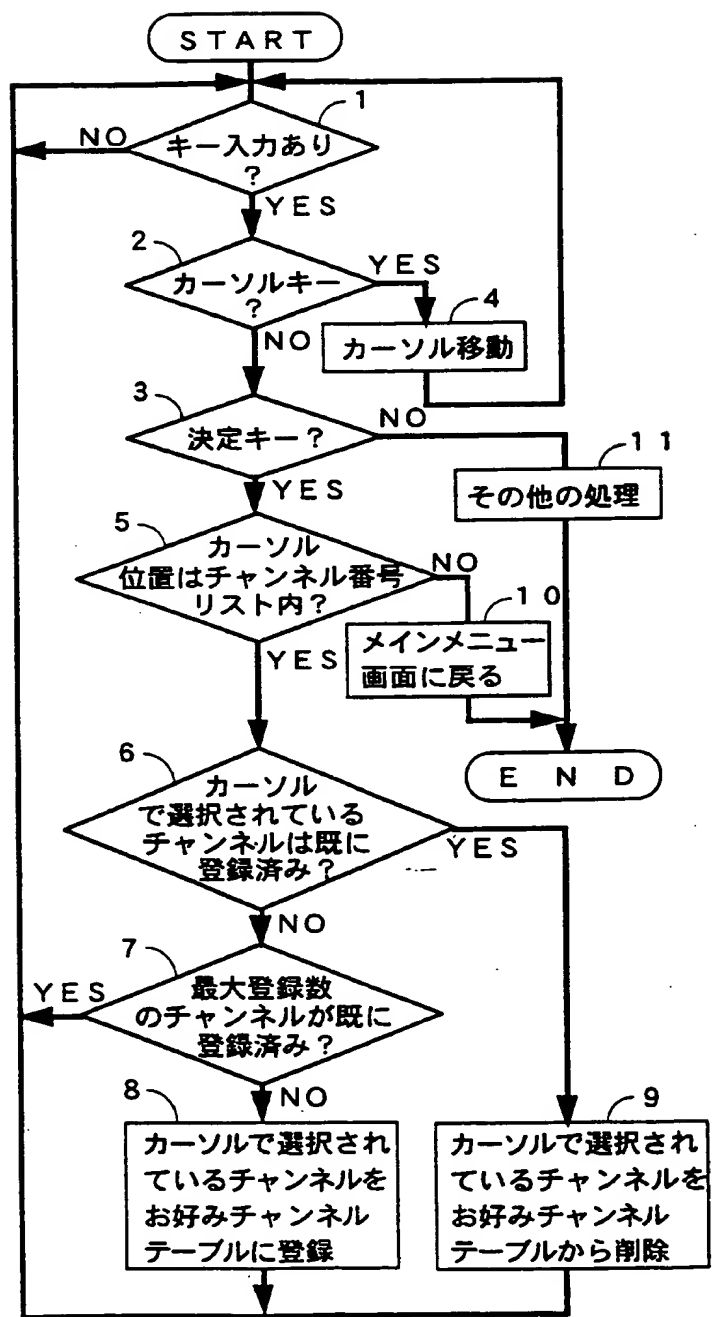 START
1
NO
キー入力あり
?
YES
2
カーソルキー
?
YES
4
NO
カーソル移動
3
決定キー?
NO
11
YES
その他の処理
5
カーソル
位置はチャンネル番号
リスト内?
NO
10
YES
メインメニュー
画面に戻る
6
カーソル
で選択されている
チャンネルは既に
登録済み?
END
YES
NO
7
YES
最大登録数
のチャンネルが既に
登録済み?
8
NO
9
カーソルで選択され
ているチャンネルを
お好みチャンネル
テーブルに登録
カーソルで選択され
ているチャンネルを
お好みチャンネル
テーブルから削除